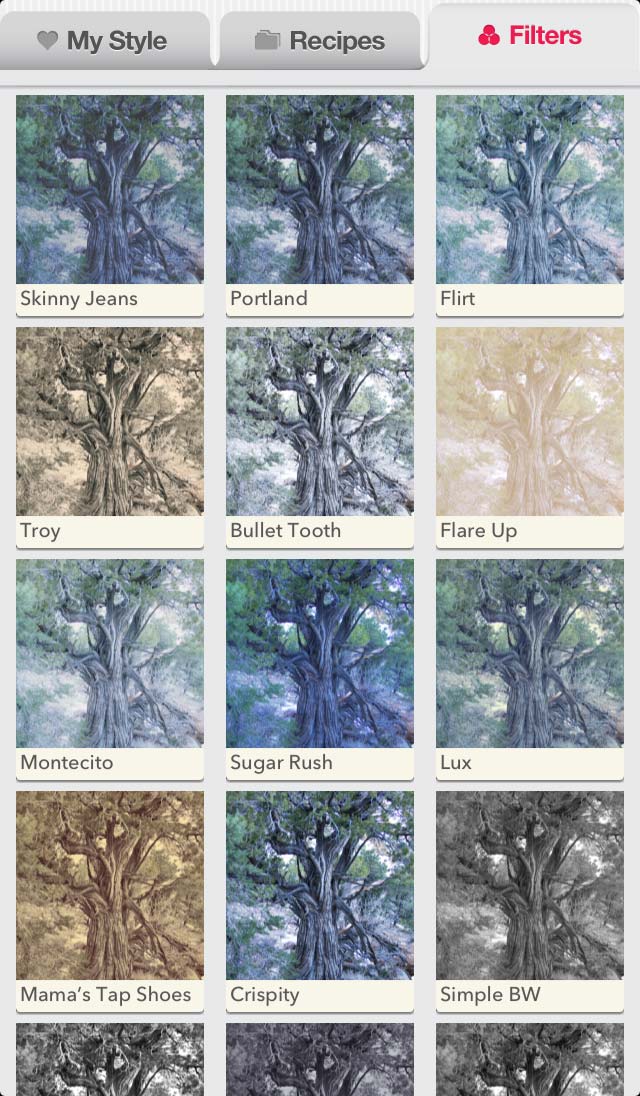 My Style
Recipes
Filters
Skinny Jeans
Portland
Flirt
Troy
Bullet Tooth
Flare Up
Montecito
Sugar Rush
Lux
Mama’s Tap Shoes
Crispity
Simple BW